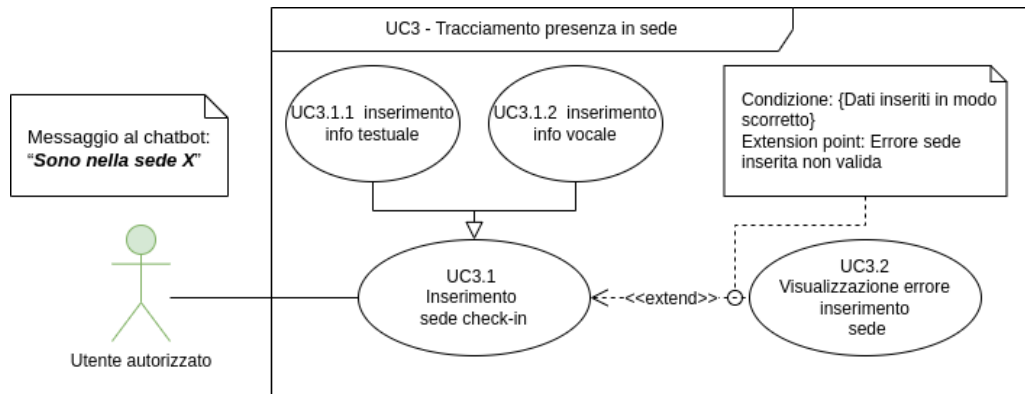 UC3 - Tracciamento presenza in sede
Messaggio al chatbot:
“Sono nella sede X”
UC3.1.1 inserimento
info testuale
UC3.1.2 inserimento
info vocale
Condizione: {Dati inseriti in modo
scorretto}
Extension point: Errore sede
inserita non valida
UC3.1
Inserimento
sede check-in
<<extend>>
UC3.2
Visualizzazione errore
inserimento
sede
Utente autorizzato